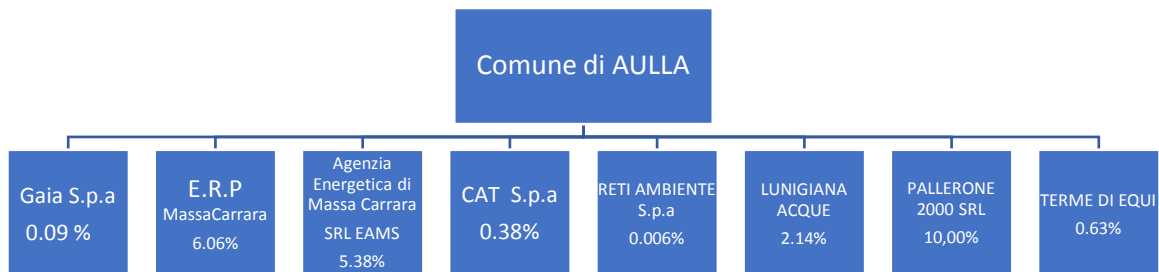 Comune di AULLA
Gaia S.p.a
0.09 %
E.R.P
MassaCarrara
6.06%
Agenzia
Energetica di
Massa Carrara
SRL EAMS
5.38%
CAT S.p.a
0.38%
RETI AMBIENTE
S.p.a
0.006%
LUNIGIANA
ACQUE
2.14%
PALLERONE
2000 SRL
10,00%
TERME DI EQUI
0.63%